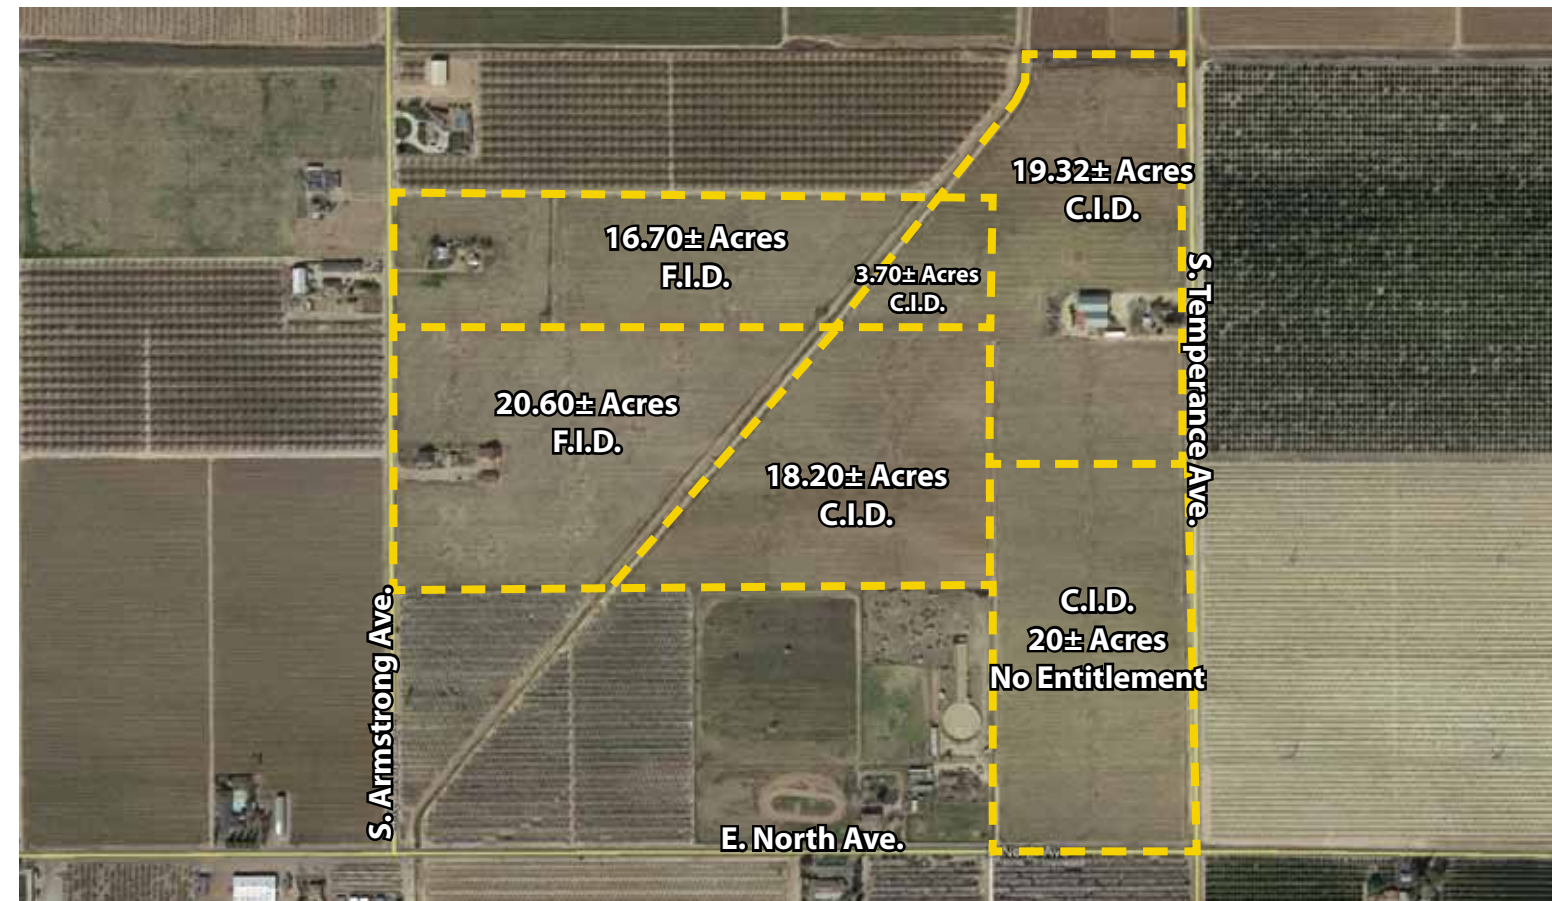 19.32± Acres
C.I.D.
16.70± Acres
F.I.D.
3.70± Acres
C.I.D.
S. Temperance Ave.
20.60± Acres
F.I.D.
18.20± Acres
C.I.D.
C.I.D.
20± Acres
No Entitlement
S. Armstrong Ave.
E. North Ave.